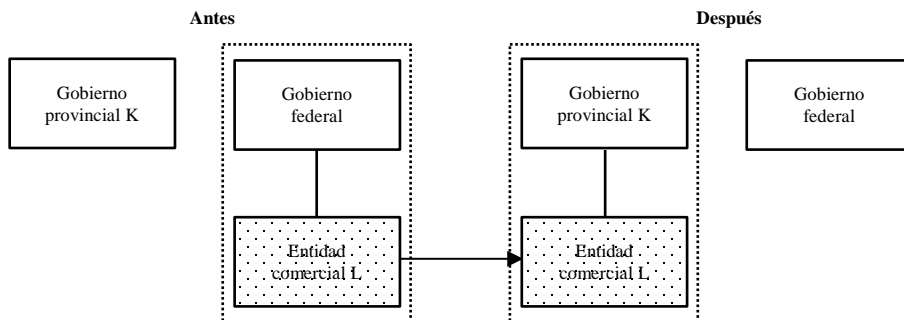 Antes
Después
Gobierno
provincial K
Gobierno
federal
Gobierno
provincial K
Gobierno
federal
Entidad
comercial L
Entidad
comercial L